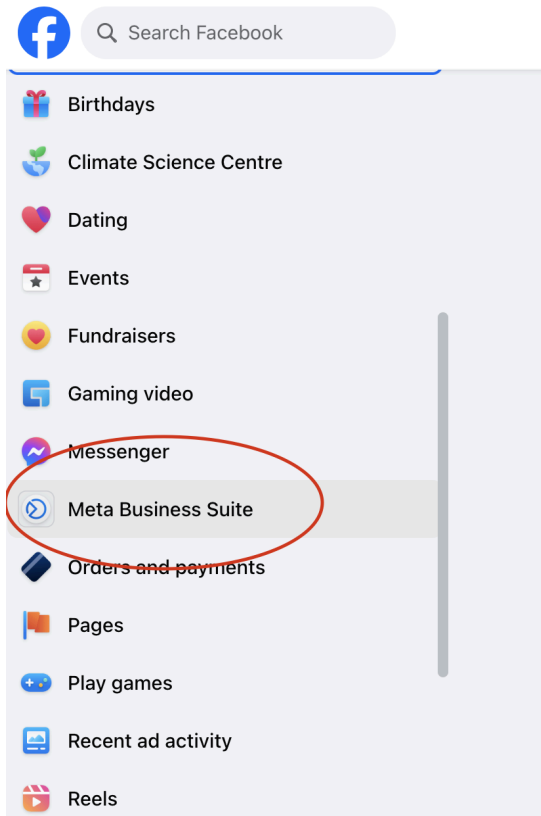 Search Facebook
Birthdays
Climate Science Centre
Dating
Events
Fundraisers
Gaming video
Messenger
Meta Business Suite
Orders and payments
Pages
Play games
Recent ad activity
Reels